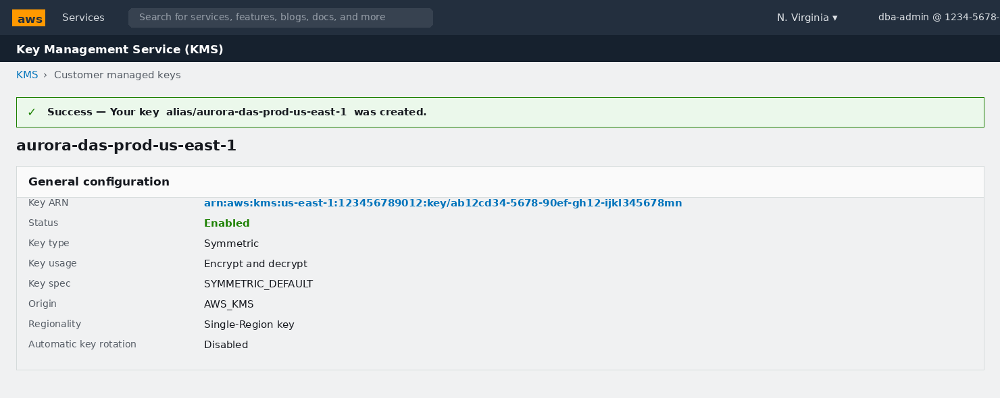 aws Services Search for services, features, blogs, docs, and more N. Virginia ▾ dba-admin @ 1234-5678-
Key Management Service (KMS)
KMS › Customer managed keys
✓ Success — Your key alias/aurora-das-prod-us-east-1 was created.
aurora-das-prod-us-east-1
General configuration
Key ARN arn:aws:kms:us-east-1:123456789012:key/ab12cd34-5678-90ef-gh12-ijkl345678mn
Status Enabled
Key type Symmetric
Key usage Encrypt and decrypt
Key spec SYMMETRIC_DEFAULT
Origin AWS_KMS
Regionality Single-Region key
Automatic key rotation Disabled